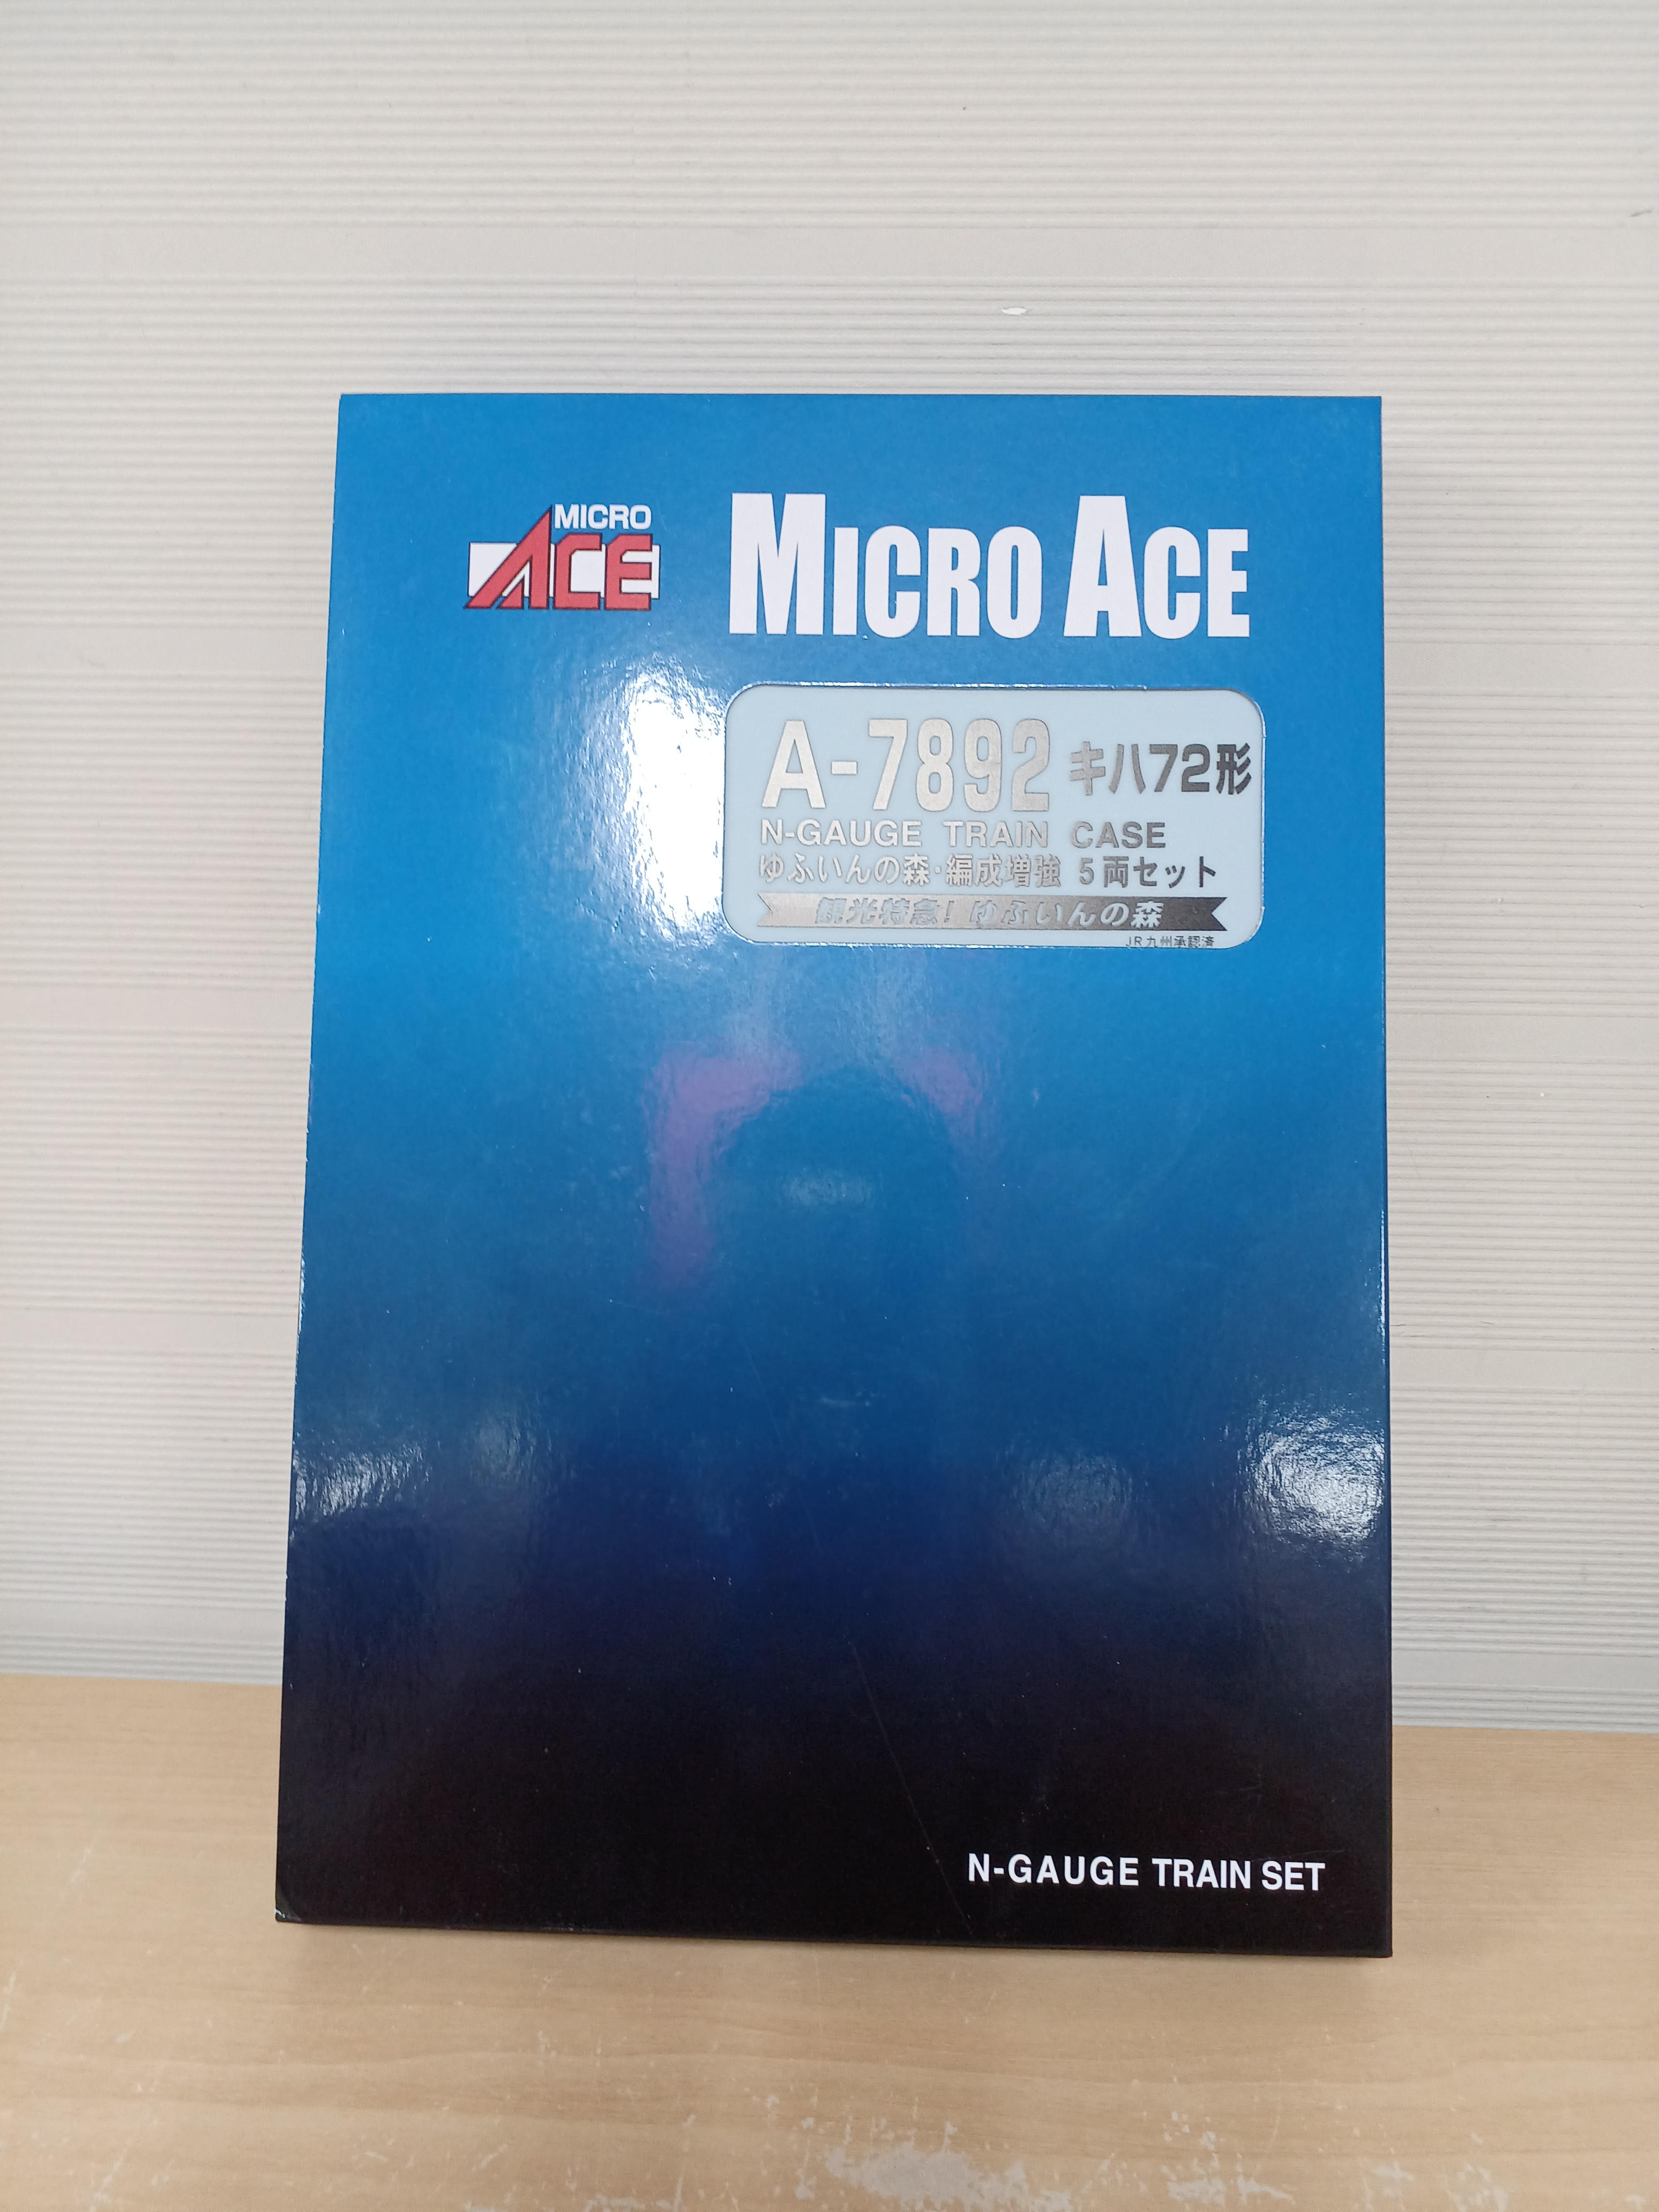 MICRO
ACE
MICRO ACE
A-7892 キハ72形
N-GAUGE TRAIN CASE
ゆふいんの森・編成増強 5両セット
観光特急! ゆふいんの森
JR九州承認済
N-GAUGE TRAIN SET